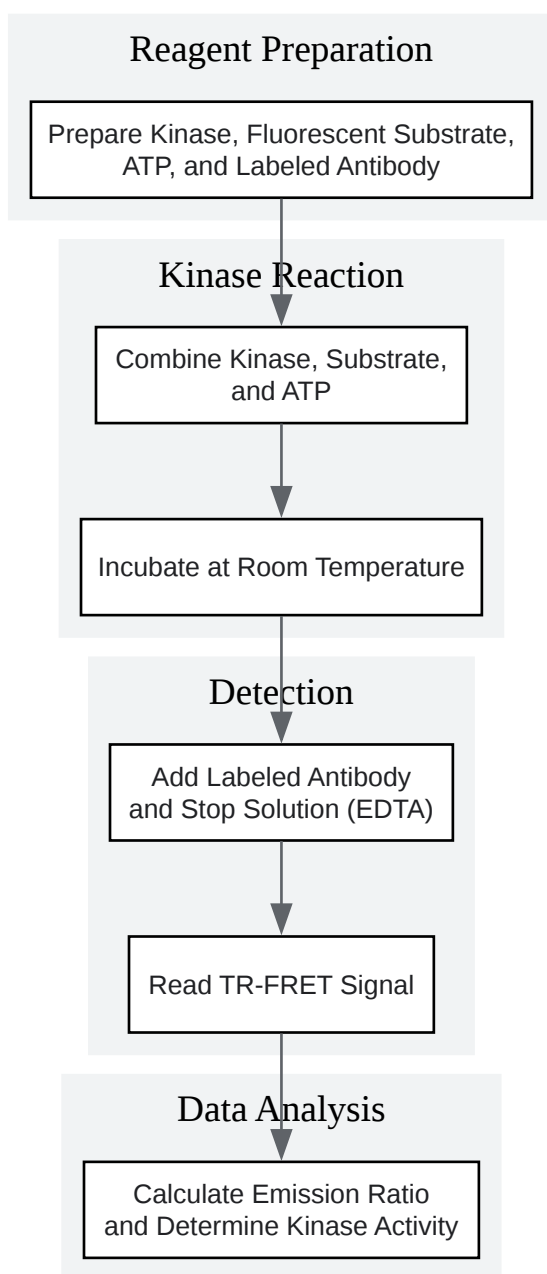 Reagent Preparation
Prepare Kinase, Fluorescent Substrate,
ATP, and Labeled Antibody
Kinase Reaction
Combine Kinase, Substrate,
and ATP
Incubate at Room Temperature
Detection
Add Labeled Antibody
and Stop Solution (EDTA)
Read TR-FRET Signal
Data Analysis
Calculate Emission Ratio
and Determine Kinase Activity